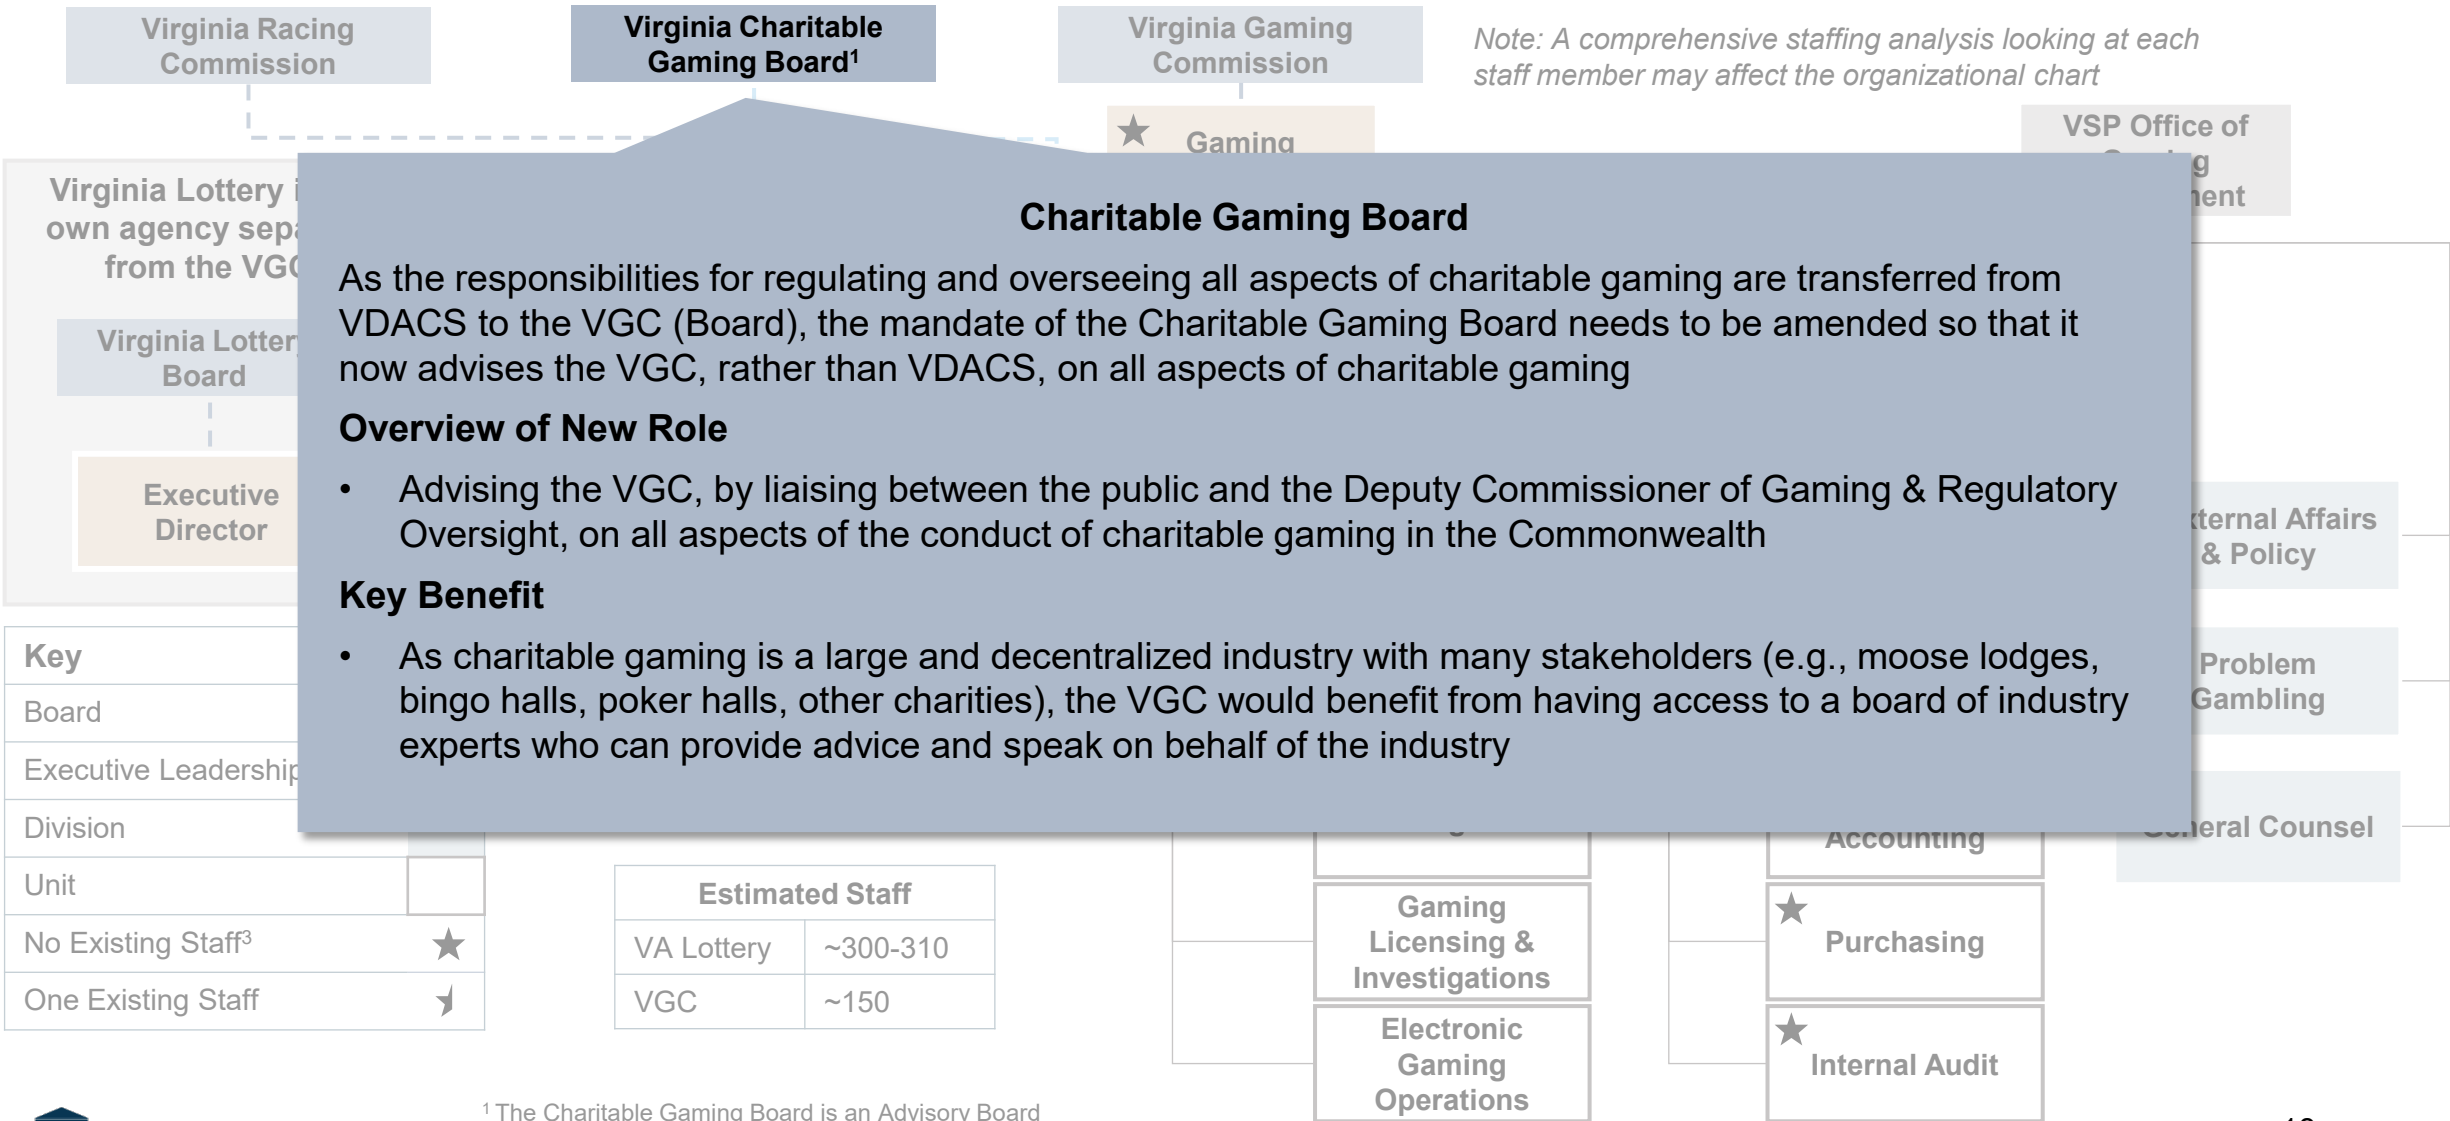 Virginia Racing
Commission
Virginia Charitable
Gaming Board¹
Virginia Gaming
Commission
Note: A comprehensive staffing analysis looking at each
staff member may affect the organizational chart
★ Gaming
VSP Office of
Virginia Lottery
own agency
from the
Virginia
Board
Executive
Director
Charitable Gaming Board
As the responsibilities for regulating and overseeing all aspects of charitable gaming are transferred from
VDACS to the VGC (Board), the mandate of the Charitable Gaming Board needs to be amended so that it
now advises the VGC, rather than VDACS, on all aspects of charitable gaming
Overview of New Role
• Advising the VGC, by liaising between the public and the Deputy Commissioner of Gaming & Regulatory
Oversight, on all aspects of the conduct of charitable gaming in the Commonwealth
Key Benefit
• As charitable gaming is a large and decentralized industry with many stakeholders (e.g., moose lodges,
bingo halls, poker halls, other charities), the VGC would benefit from having access to a board of industry
experts who can provide advice and speak on behalf of the industry
Affairs
& Policy
Problem
Gambling
Counsel
Key
Board
Executive Leadership
Division
Unit
No Existing Staff³ ★
One Existing Staff
Estimated Staff
VA Lottery ~300-310
VGC ~150
Accounting
Gaming
Licensing &
Investigations
★ Purchasing
Electronic
Gaming
Operations
★ Internal Audit
¹ The Charitable Gaming Board is an Advisory Board